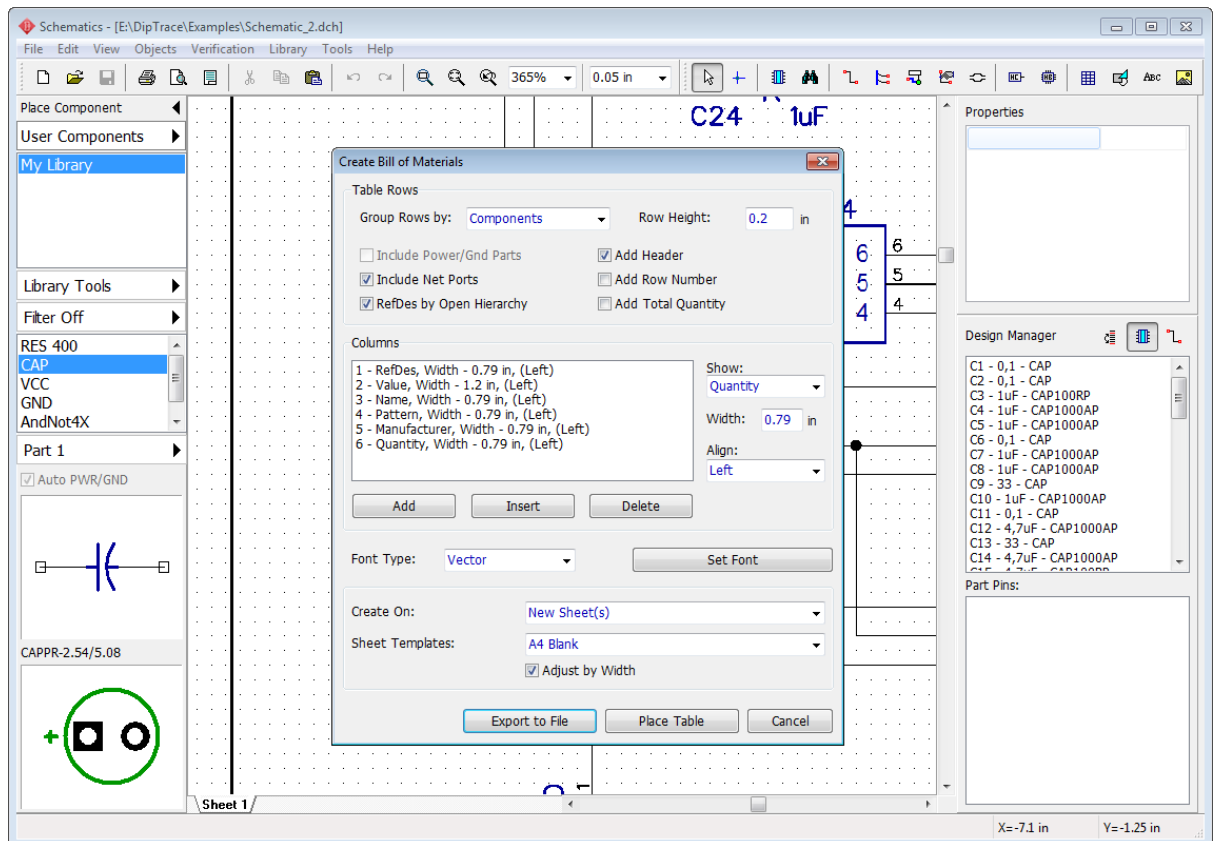 Schematics - [E:\DipTrace\Examples\Schematic_2.dch]
File Edit View Objects Verification Library Tools Help
365% 0.05 in ABC
Place Component
User Components
My Library
Library Tools
Filter Off
RES 400
CAP
VCC
GND
AndNot4X
Part 1
Auto PWR/GND
CAPPR-2.54/5.08
+
C24 1uF
4
6 6
5 5
4 4
Sheet 1
Create Bill of Materials
Table Rows
Group Rows by: Components Row Height: 0.2 in
Include Power/Gnd Parts Add Header
Include Net Ports Add Row Number
RefDes by Open Hierarchy Add Total Quantity
Columns
1 - RefDes, Width - 0.79 in, (Left)
2 - Value, Width - 1.2 in, (Left)
3 - Name, Width - 0.79 in, (Left)
4 - Pattern, Width - 0.79 in, (Left)
5 - Manufacturer, Width - 0.79 in, (Left)
6 - Quantity, Width - 0.79 in, (Left)
Show:
Quantity
Width: 0.79 in
Align:
Left
Add Insert Delete
Font Type: Vector Set Font
Create On: New Sheet(s)
Sheet Templates: A4 Blank
Adjust by Width
Export to File Place Table Cancel
Properties
Design Manager
C1 - 0,1 - CAP
C2 - 0,1 - CAP
C3 - 1uF - CAP100RP
C4 - 1uF - CAP1000AP
C5 - 1uF - CAP1000AP
C6 - 0,1 - CAP
C7 - 1uF - CAP1000AP
C8 - 1uF - CAP1000AP
C9 - 33 - CAP
C10 - 1uF - CAP1000AP
C11 - 0,1 - CAP
C12 - 4,7uF - CAP1000AP
C13 - 33 - CAP
C14 - 4,7uF - CAP1000AP
Part Pins:
X=-7.1 in Y=-1.25 in